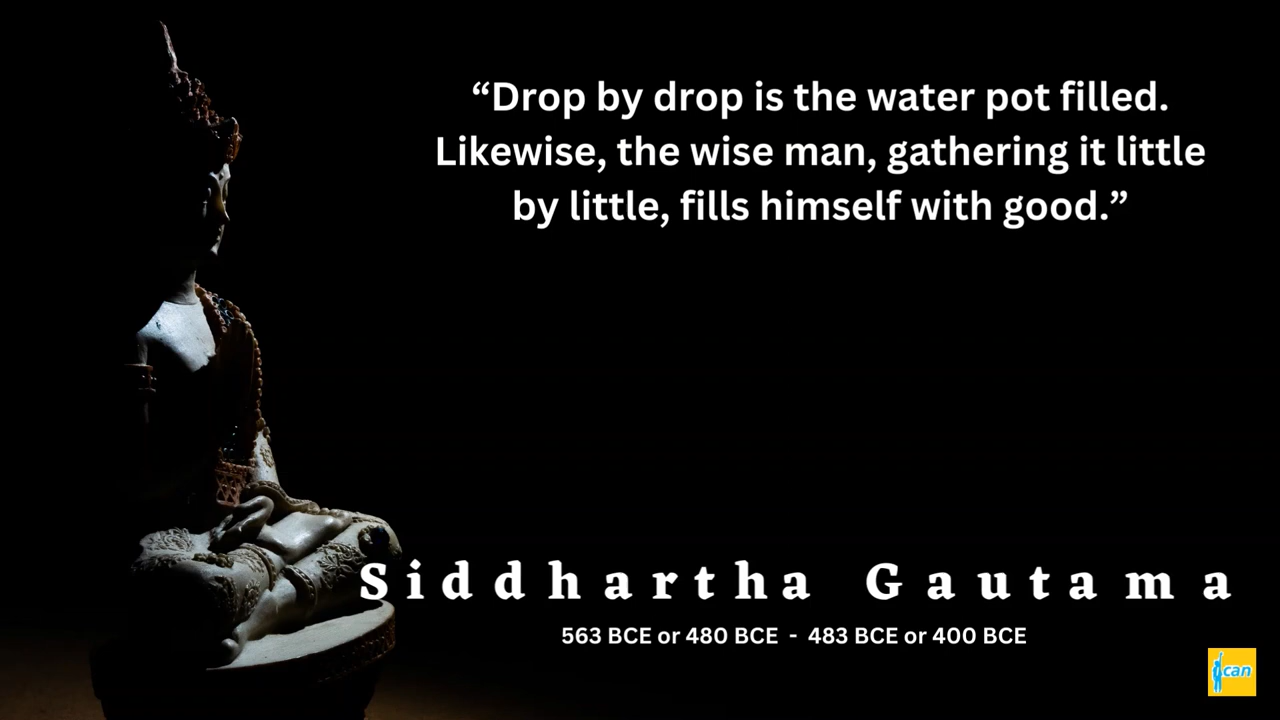 “Drop by drop is the water pot filled.
Likewise, the wise man, gathering it little
by little, fills himself with good.”
Siddhartha Gautama
563 BCE or 480 BCE - 483 BCE or 400 BCE
can